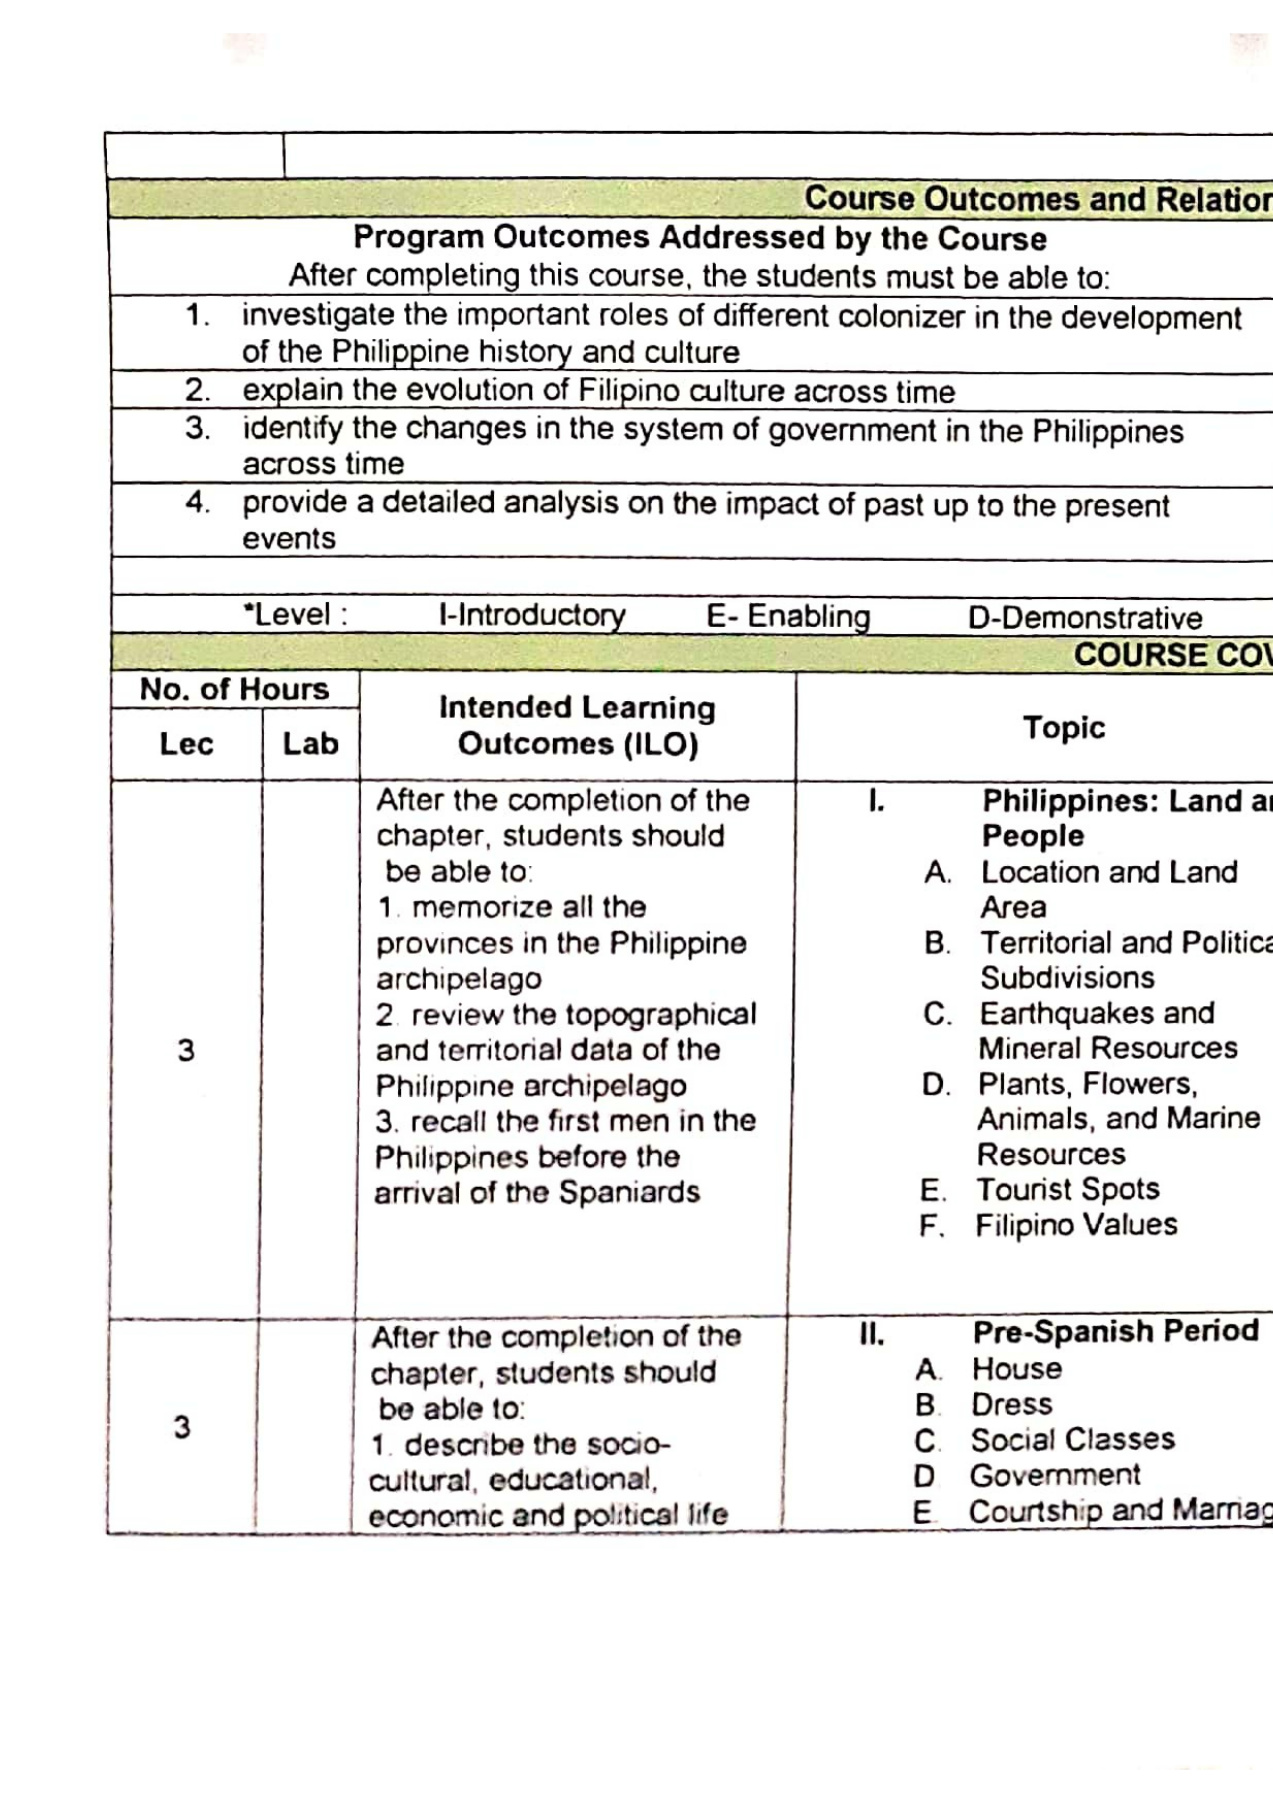 Course Outcomes and Relation
Program Outcomes Addressed by the Course
After completing this course, the students must be able to:
1. investigate the important roles of different colonizer in the development
of the Philippine history and culture
2. explain the evolution of Filipino culture across time
3. identify the changes in the system of government in the Philippines
across time
4. provide a detailed analysis on the impact of past up to the present
events
*Level : I-Introductory E- Enabling D-Demonstrative
COURSE COV
No. of Hours
Lec Lab
Intended Learning
Outcomes (ILO)
Topic
3
After the completion of the
chapter, students should
be able to:
1. memorize all the
provinces in the Philippine
archipelago
2. review the topographical
and territorial data of the
Philippine archipelago
3. recall the first men in the
Philippines before the
arrival of the Spaniards
I. Philippines: Land a
People
A. Location and Land
Area
B. Territorial and Politica
Subdivisions
C. Earthquakes and
Mineral Resources
D. Plants, Flowers,
Animals, and Marine
Resources
E. Tourist Spots
F. Filipino Values
3
After the completion of the
chapter, students should
be able to:
1. describe the socio-
cultural, educational,
economic and political life
II. Pre-Spanish Period
A. House
B. Dress
C. Social Classes
D. Government
E. Courtship and Marriag